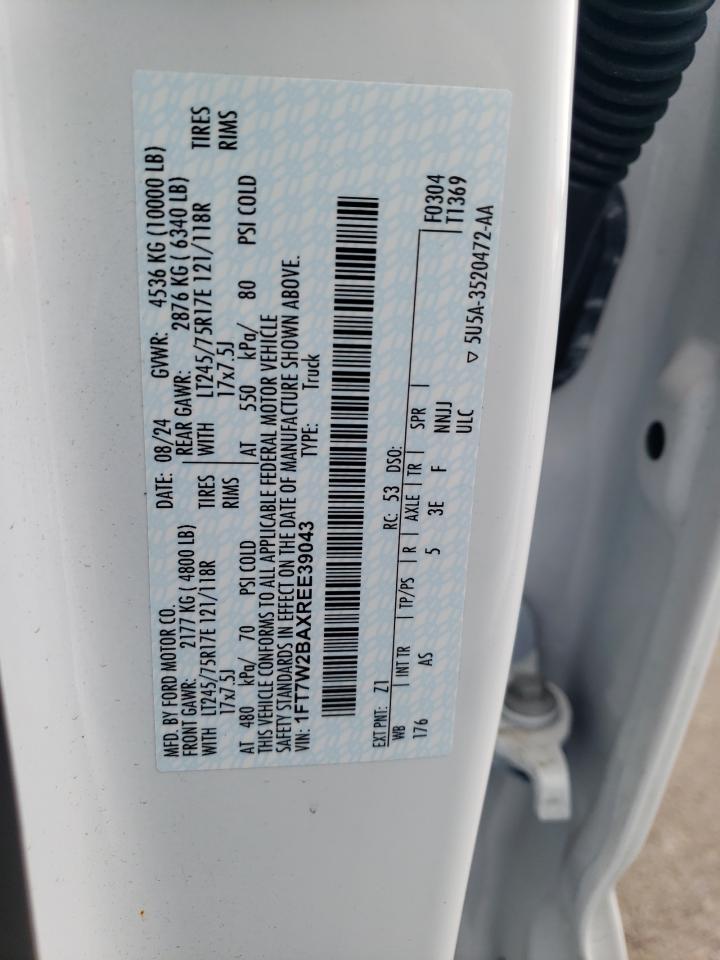 MFD. BY FORD MOTOR CO. DATE: 08/24 GVWR: 4536 KG (10000 LB)
FRONT GAWR: 2177 KG ( 4800 LB) REAR GAWR: 2876 KG ( 6340 LB)
WITH LT245/75R17E 121/118R TIRES WITH LT245/75R17E 121/118R TIRES
17x7.5J RIMS 17x7.5J RIMS
AT 480 kPa/ 70 PSI COLD AT 550 kPa/ 80 PSI COLD
THIS VEHICLE CONFORMS TO ALL APPLICABLE FEDERAL MOTOR VEHICLE
SAFETY STANDARDS IN EFFECT ON THE DATE OF MANUFACTURE SHOWN ABOVE.
VIN: 1FT7W2BAXREE39043 TYPE: Truck
EXT PNT: Z1 RC: 53 DSO: F0304
T1369
WB INT TR TP/PS R AXLE TR SPR
176 AS 5 3E F NNJJ
ULC
▽ 5U5A-3520472-AA